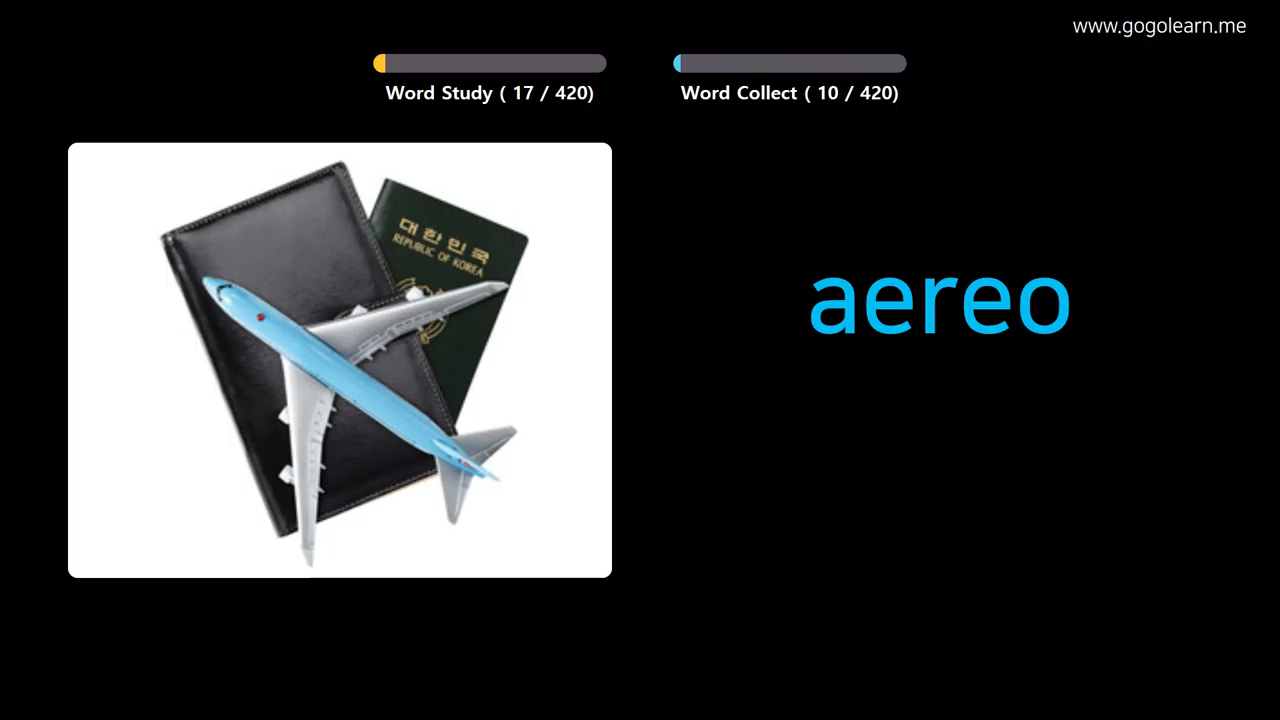 www.gogolearn.me
Word Study ( 17 / 420)
Word Collect ( 10 / 420)
대한민국
REPUBLIC OF KOREA
aereo